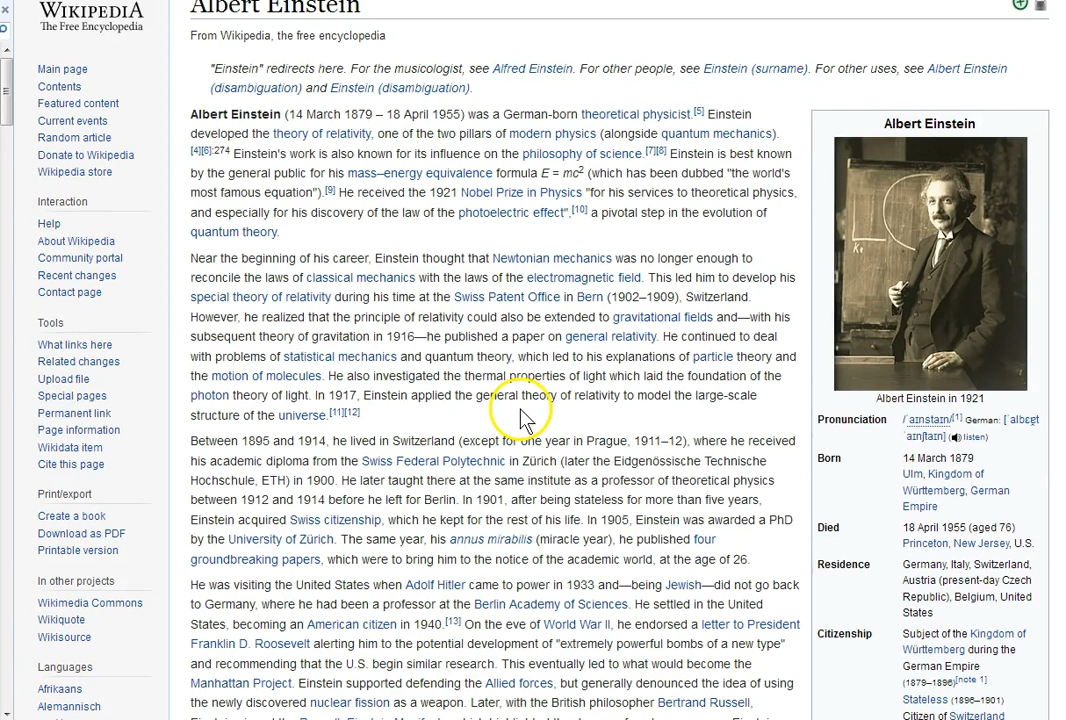 WIKIPEDIA
The Free Encyclopedia
Main page
Contents
Featured content
Current events
Random article
Donate to Wikipedia
Wikipedia store
Interaction
Help
About Wikipedia
Community portal
Recent changes
Contact page
Tools
What links here
Related changes
Upload file
Special pages
Permanent link
Page information
Wikidata item
Cite this page
Print/export
Create a book
Download as PDF
Printable version
In other projects
Wikimedia Commons
Wikiquote
Wikisource
Languages
Afrikaans
Alemannisch
Albert Einstein
From Wikipedia, the free encyclopedia
"Einstein" redirects here. For the musicologist, see Alfred Einstein. For other people, see Einstein (surname). For other uses, see Albert Einstein
(disambiguation) and Einstein (disambiguation).
Albert Einstein (14 March 1879 – 18 April 1955) was a German-born theoretical physicist.[5] Einstein
developed the theory of relativity, one of the two pillars of modern physics (alongside quantum mechanics).
[4][6]:274 Einstein's work is also known for its influence on the philosophy of science.[7][8] Einstein is best known
by the general public for his mass–energy equivalence formula E = mc2 (which has been dubbed "the world's
most famous equation").[9] He received the 1921 Nobel Prize in Physics "for his services to theoretical physics,
and especially for his discovery of the law of the photoelectric effect",[10] a pivotal step in the evolution of
quantum theory.
Near the beginning of his career, Einstein thought that Newtonian mechanics was no longer enough to
reconcile the laws of classical mechanics with the laws of the electromagnetic field. This led him to develop his
special theory of relativity during his time at the Swiss Patent Office in Bern (1902–1909), Switzerland.
However, he realized that the principle of relativity could also be extended to gravitational fields and—with his
subsequent theory of gravitation in 1916—he published a paper on general relativity. He continued to deal
with problems of statistical mechanics and quantum theory, which led to his explanations of particle theory and
the motion of molecules. He also investigated the thermal properties of light which laid the foundation of the
photon theory of light. In 1917, Einstein applied the general theory of relativity to model the large-scale
structure of the universe.[11][12]
Between 1895 and 1914, he lived in Switzerland (except for one year in Prague, 1911–12), where he received
his academic diploma from the Swiss Federal Polytechnic in Zürich (later the Eidgenössische Technische
Hochschule, ETH) in 1900. He later taught there at the same institute as a professor of theoretical physics
between 1912 and 1914 before he left for Berlin. In 1901, after being stateless for more than five years,
Einstein acquired Swiss citizenship, which he kept for the rest of his life. In 1905, Einstein was awarded a PhD
by the University of Zürich. The same year, his annus mirabilis (miracle year), he published four
groundbreaking papers, which were to bring him to the notice of the academic world, at the age of 26.
He was visiting the United States when Adolf Hitler came to power in 1933 and—being Jewish—did not go back
to Germany, where he had been a professor at the Berlin Academy of Sciences. He settled in the United
States, becoming an American citizen in 1940.[13] On the eve of World War II, he endorsed a letter to President
Franklin D. Roosevelt alerting him to the potential development of "extremely powerful bombs of a new type"
and recommending that the U.S. begin similar research. This eventually led to what would become the
Manhattan Project. Einstein supported defending the Allied forces, but generally denounced the idea of using
the newly discovered nuclear fission as a weapon. Later, with the British philosopher Bertrand Russell,
Albert Einstein
Albert Einstein in 1921
Pronunciation /ˈaɪnstaɪn/[1] German: [ˈalbɛɐ̯t
ˈaɪnʃtaɪn] (listen)
Born 14 March 1879
Ulm, Kingdom of
Württemberg, German
Empire
Died 18 April 1955 (aged 76)
Princeton, New Jersey, U.S.
Residence Germany, Italy, Switzerland,
Austria (present-day Czech
Republic), Belgium, United
States
Citizenship Subject of the Kingdom of
Württemberg during the
German Empire
(1879–1896)[note 1]
Stateless (1896–1901)
Citizen of Switzerland